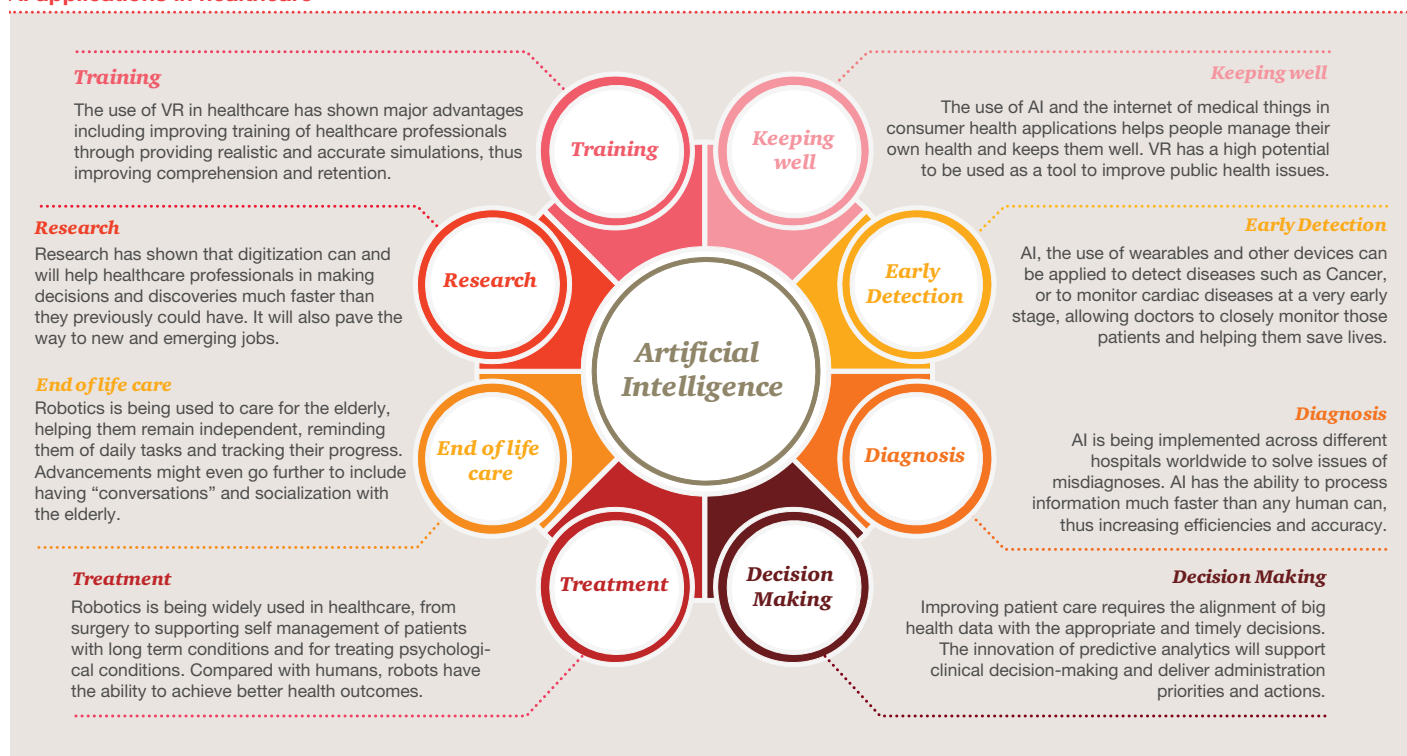 AI applications in healthcare
Training
The use of VR in healthcare has shown major advantages
including improving training of healthcare professionals
through providing realistic and accurate simulations, thus
improving comprehension and retention.
Research
Research has shown that digitization can and
will help healthcare professionals in making
decisions and discoveries much faster than
they previously could have. It will also pave the
way to new and emerging jobs.
End of life care
Robotics is being used to care for the elderly,
helping them remain independent, reminding
them of daily tasks and tracking their progress.
Advancements might even go further to include
having “conversations” and socialization with
the elderly.
Treatment
Robotics is being widely used in healthcare, from
surgery to supporting self management of patients
with long term conditions and for treating psychologi-
cal conditions. Compared with humans, robots have
the ability to achieve better health outcomes.
Training
Keeping
well
Research
Early
Detection
Artificial
Intelligence
End of life
care
Diagnosis
Treatment
Decision
Making
Keeping well
The use of AI and the internet of medical things in
consumer health applications helps people manage their
own health and keeps them well. VR has a high potential
to be used as a tool to improve public health issues.
Early Detection
AI, the use of wearables and other devices can
be applied to detect diseases such as Cancer,
or to monitor cardiac diseases at a very early
stage, allowing doctors to closely monitor those
patients and helping them save lives.
Diagnosis
AI is being implemented across different
hospitals worldwide to solve issues of
misdiagnoses. AI has the ability to process
information much faster than any human can,
thus increasing efficiencies and accuracy.
Decision Making
Improving patient care requires the alignment of big
health data with the appropriate and timely decisions.
The innovation of predictive analytics will support
clinical decision-making and deliver administration
priorities and actions.